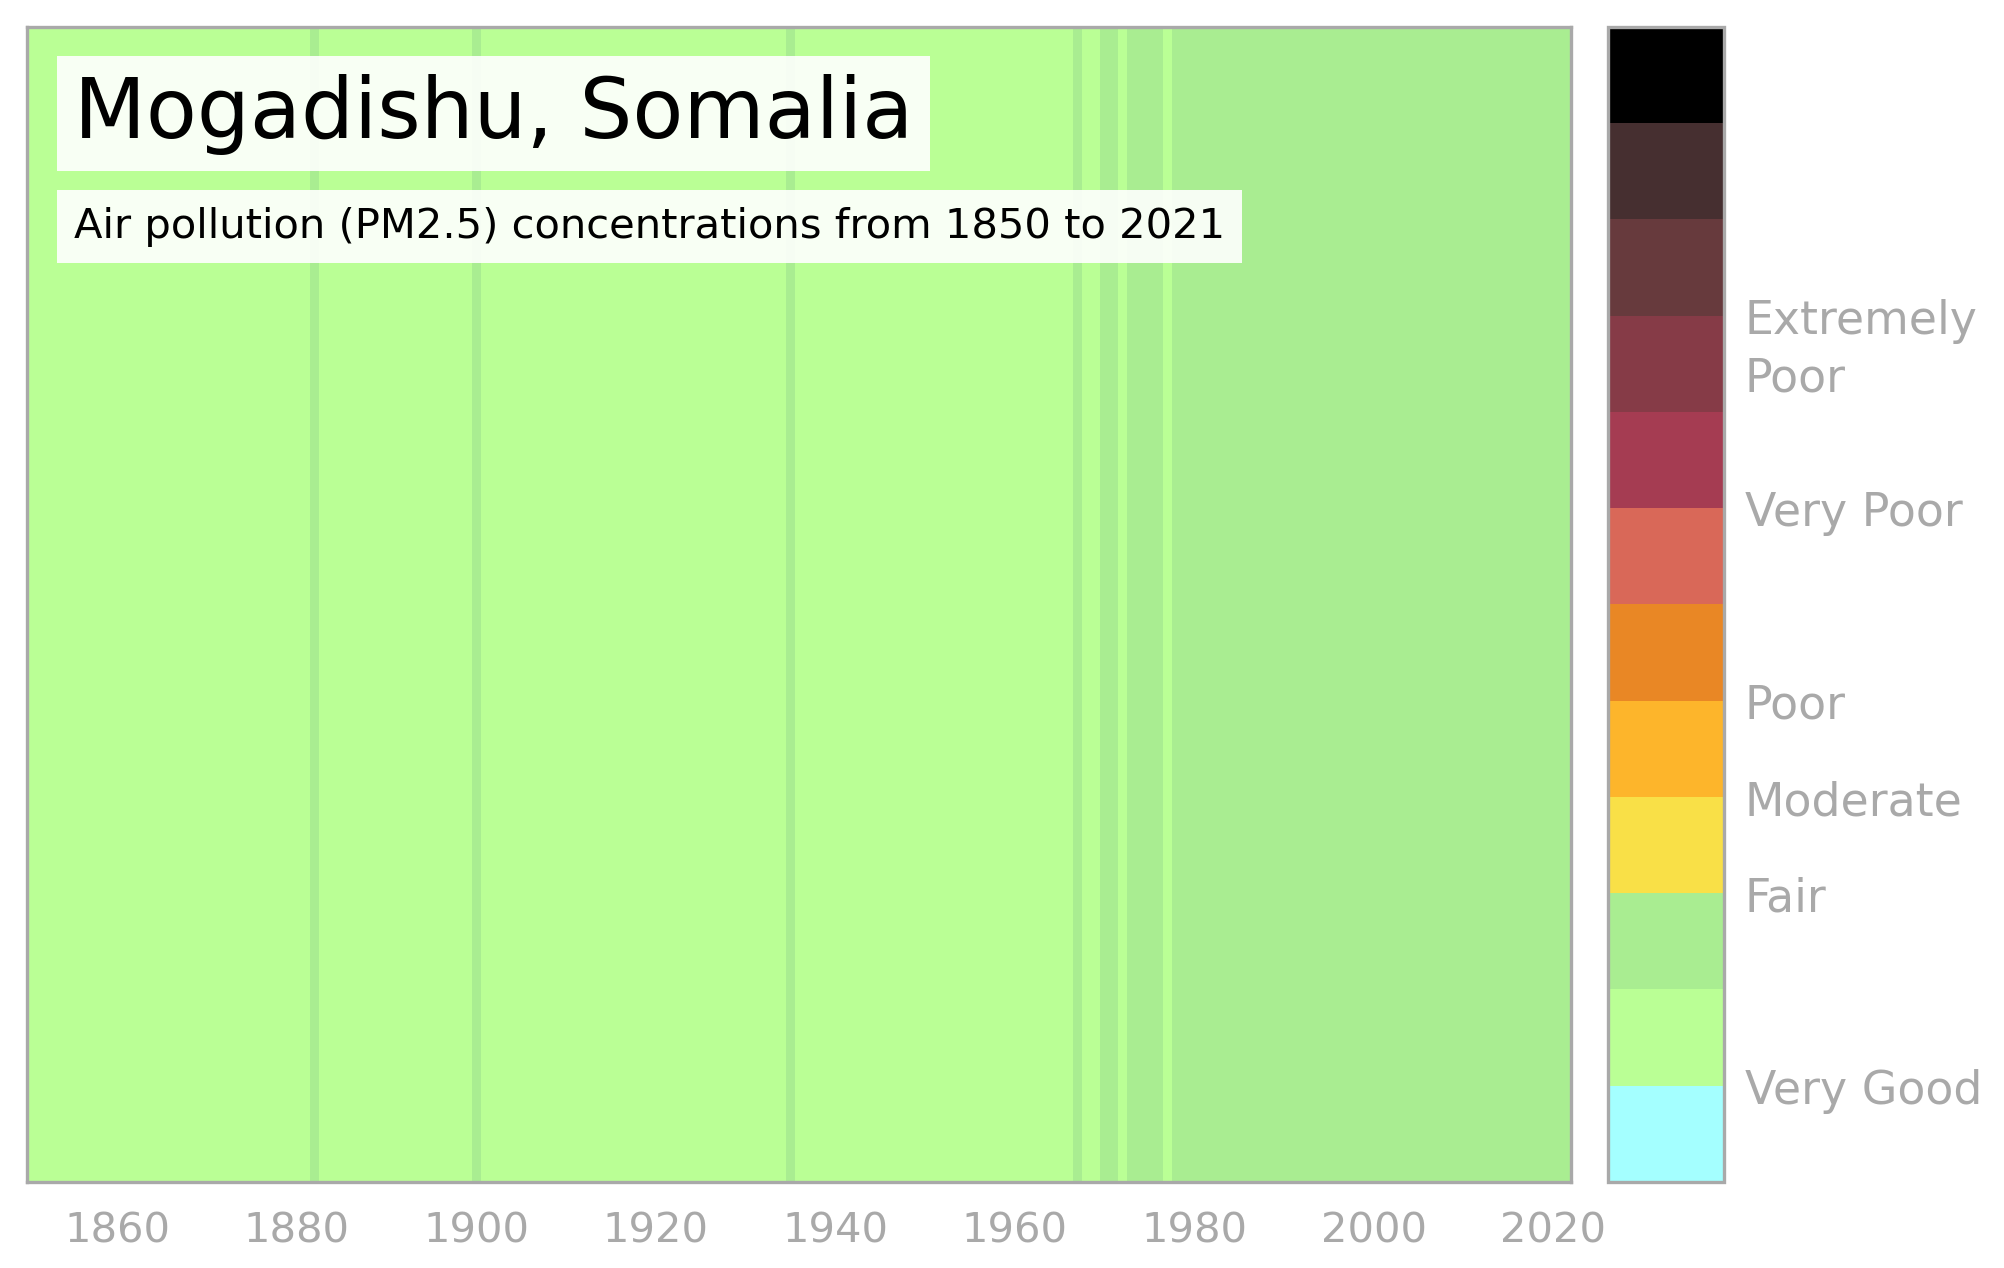 Mogadishu, Somalia
Air pollution (PM2.5) concentrations from 1850 to 2021
Extremely
Poor
Very Poor
Poor
Moderate
Fair
Very Good
1860 1880 1900 1920 1940 1960 1980 2000 2020